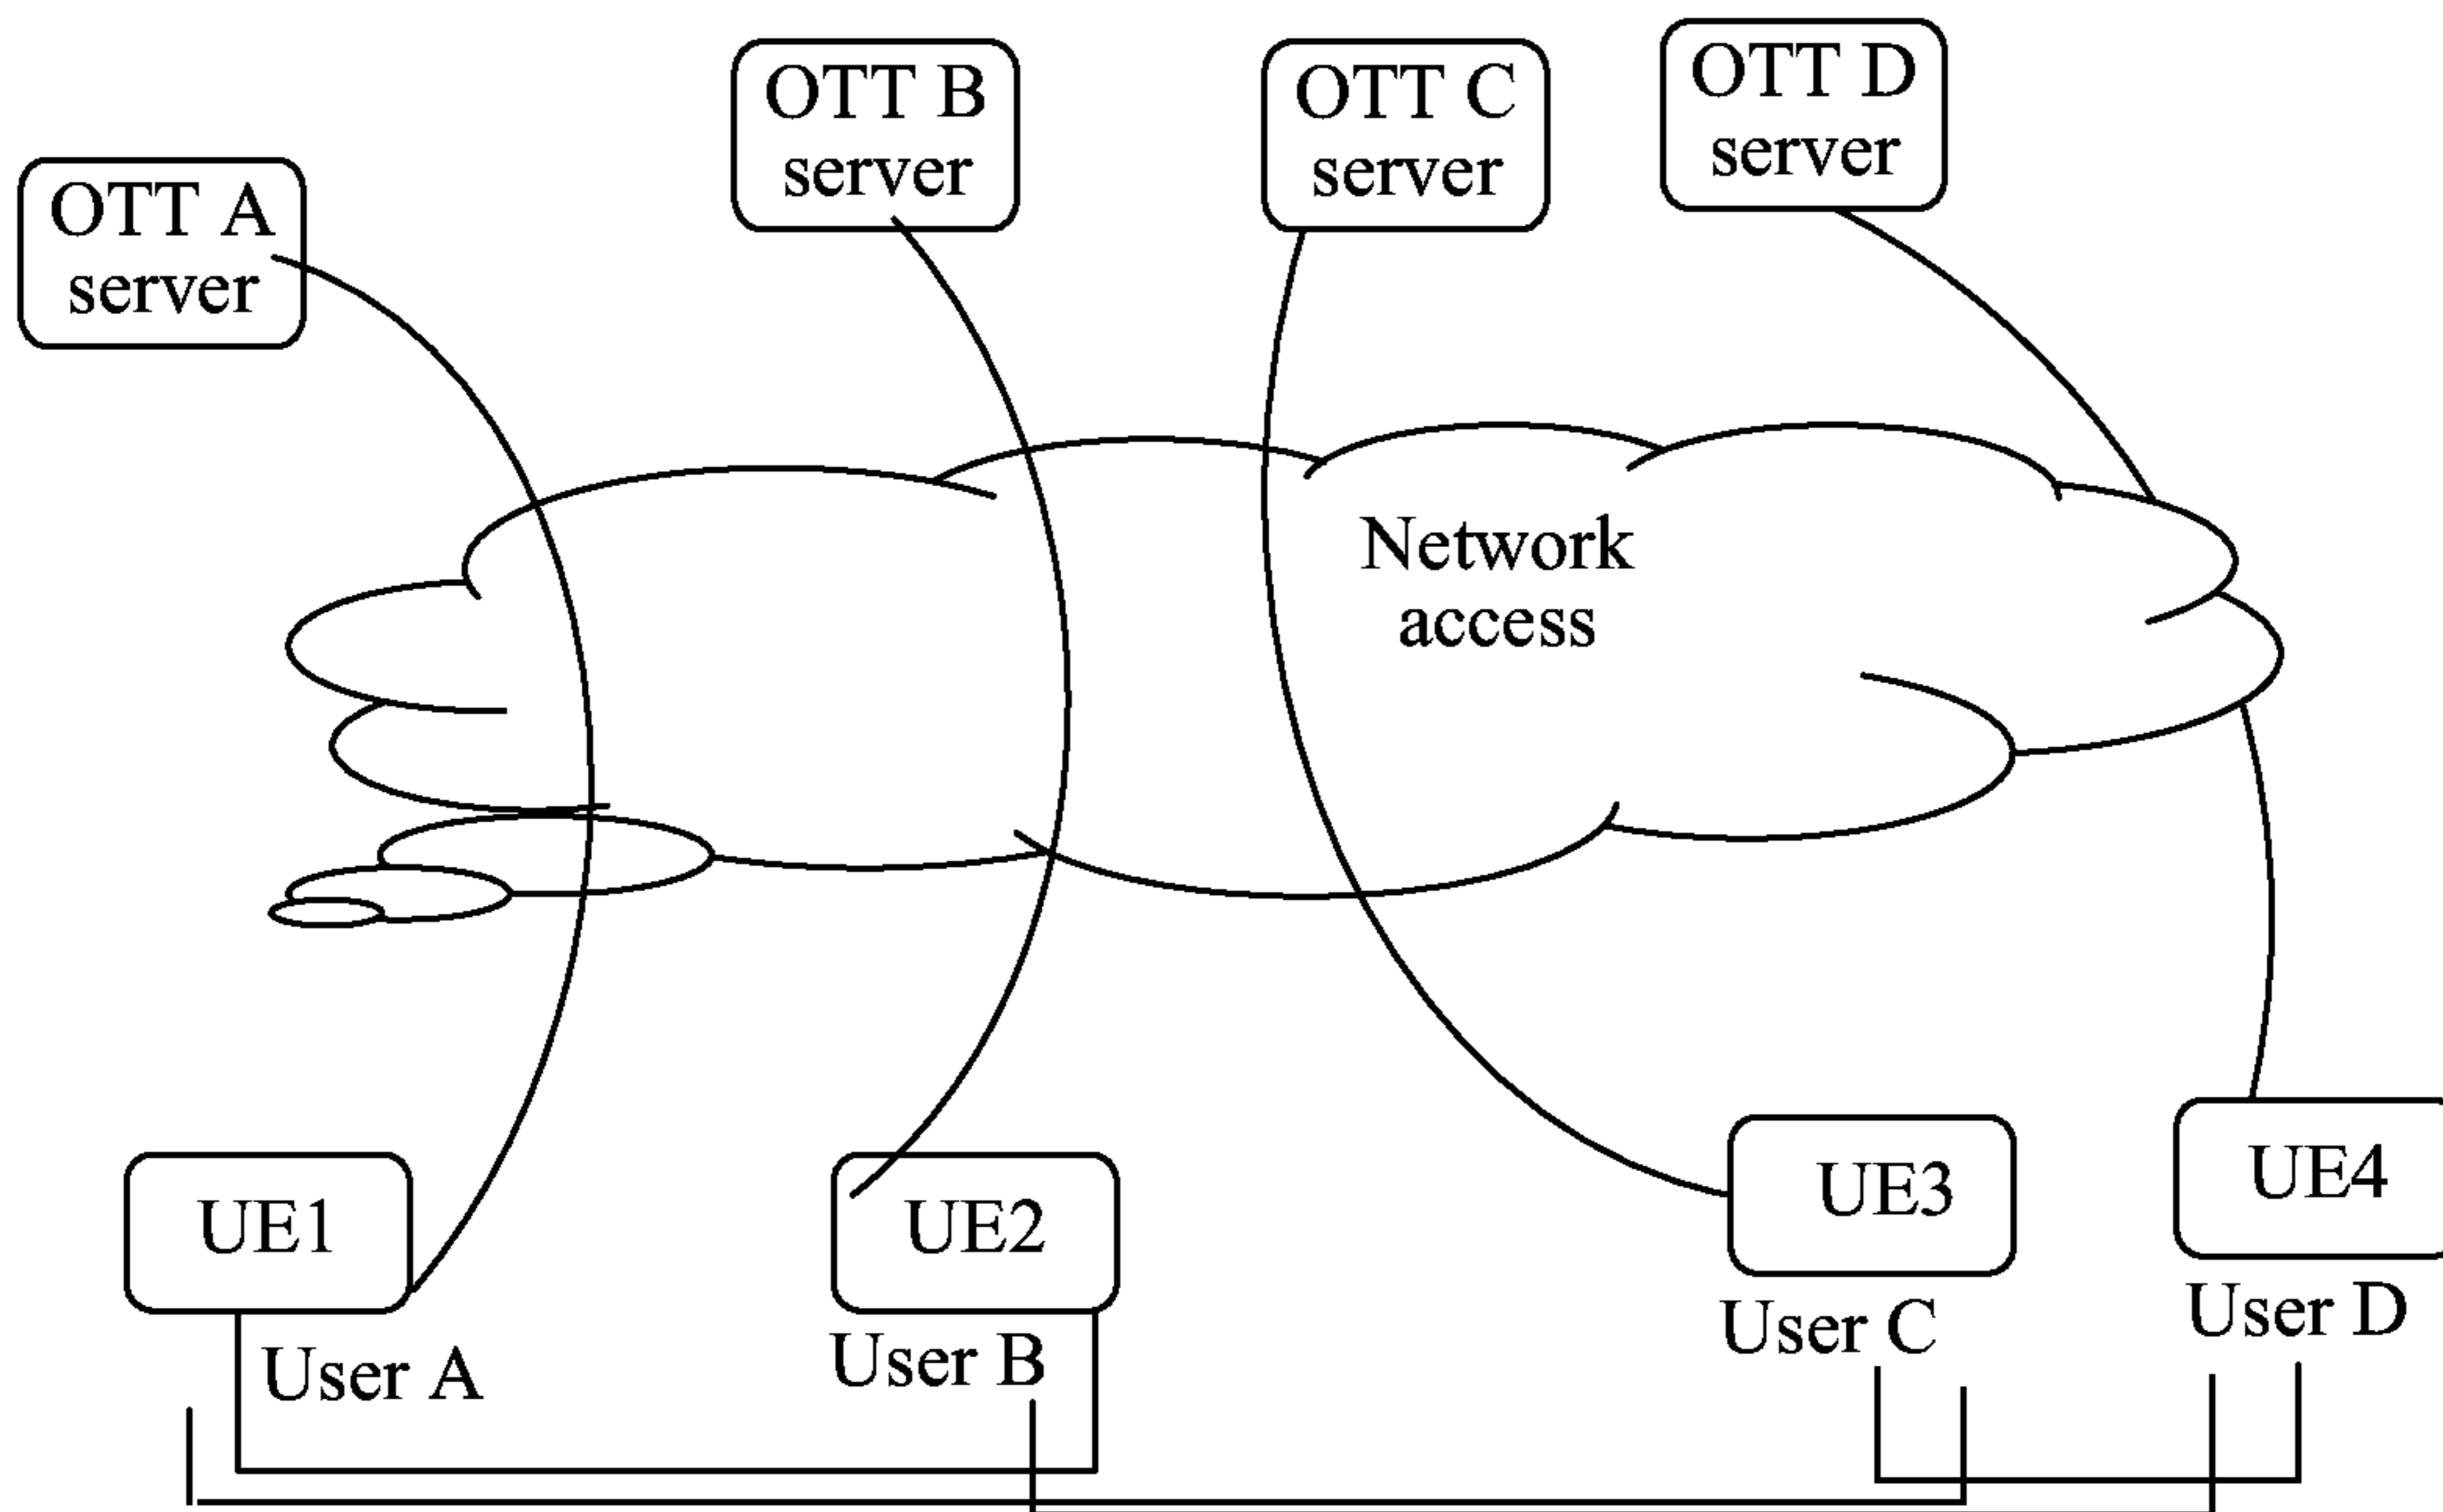 OTT A
server
OTT B
server
OTT C
server
OTT D
server
Network
access
UE1
User A
UE2
User B
UE3
User C
UE4
User D